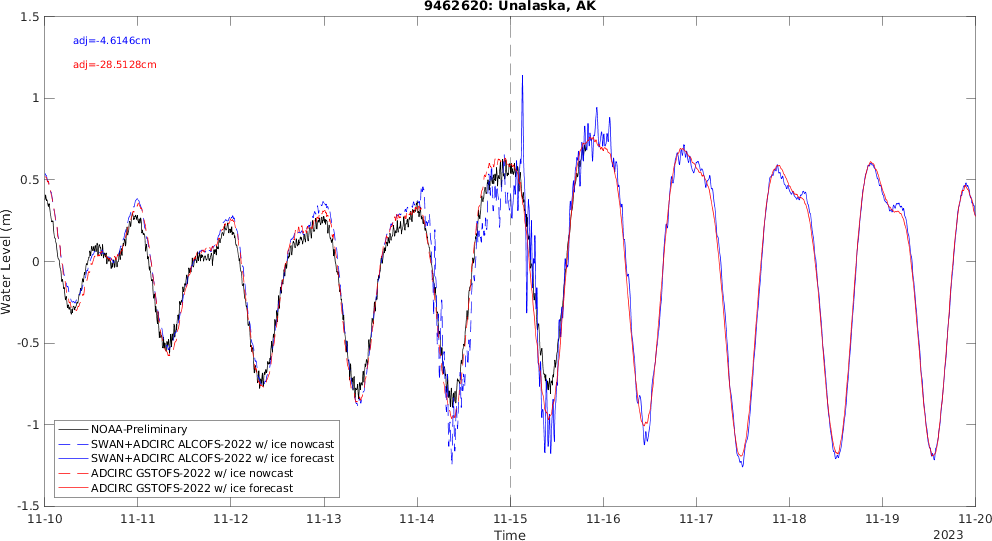 9462620: Unalaska, AK
adj=-4.6146cm
adj=-28.5128cm
Water Level (m)
1.5
1
0.5
0
-0.5
-1
-1.5
NOAA-Preliminary
SWAN+ADCIRC ALCOFS-2022 w/ ice nowcast
SWAN+ADCIRC ALCOFS-2022 w/ ice forecast
ADCIRC GSTOFS-2022 w/ ice nowcast
ADCIRC GSTOFS-2022 w/ ice forecast
11-10 11-11 11-12 11-13 11-14 11-15 11-16 11-17 11-18 11-19 11-20
Time
2023